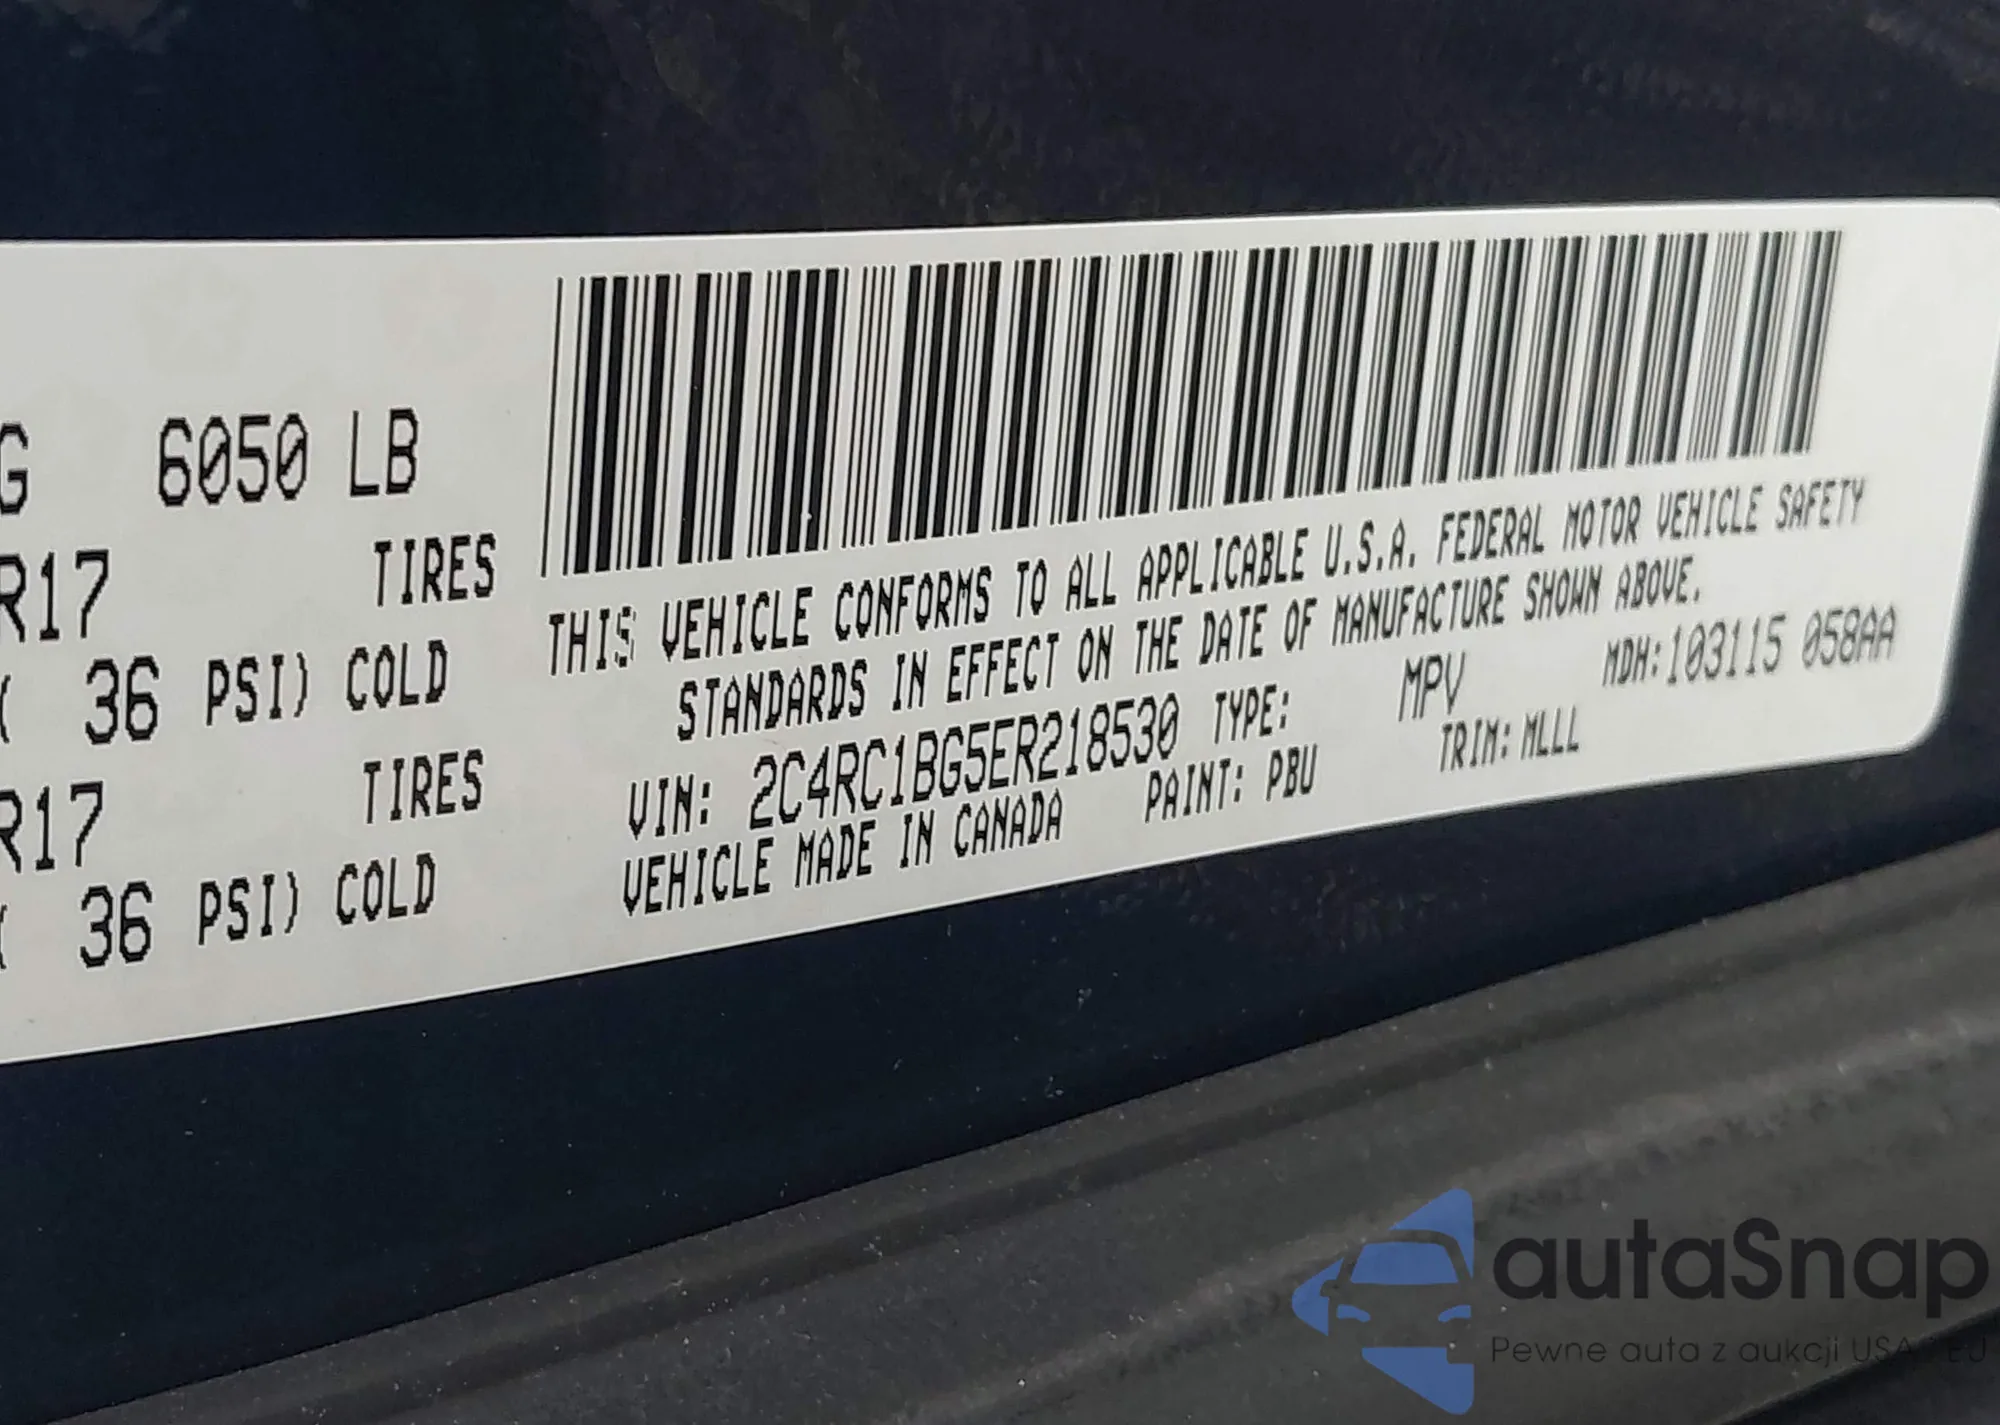 G 6050 LB
R17 TIRES
( 36 PSI) COLD
R17 TIRES
( 36 PSI) COLD
THIS VEHICLE CONFORMS TO ALL APPLICABLE U.S.A. FEDERAL MOTOR VEHICLE SAFETY
STANDARDS IN EFFECT ON THE DATE OF MANUFACTURE SHOWN ABOVE.
VIN: 2C4RC1BG5ER218530 TYPE: MPV MDH:103115 058AA
VEHICLE MADE IN CANADA PAINT: PBU TRIM: MLLL
autaSnap
Pewne auta z aukcji USA i EU